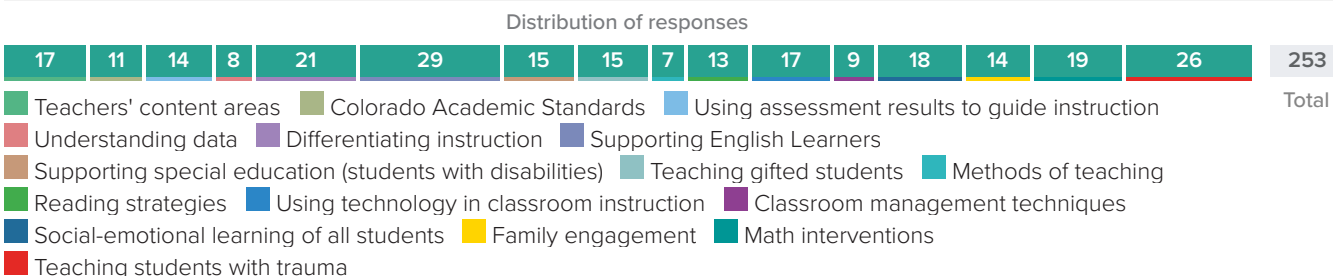 Distribution of responses
17 11 14 8 21 29 15 15 7 13 17 9 18 14 19 26 253
Teachers' content areas Colorado Academic Standards Using assessment results to guide instruction Total
Understanding data Differentiating instruction Supporting English Learners
Supporting special education (students with disabilities) Teaching gifted students Methods of teaching
Reading strategies Using technology in classroom instruction Classroom management techniques
Social-emotional learning of all students Family engagement Math interventions
Teaching students with trauma